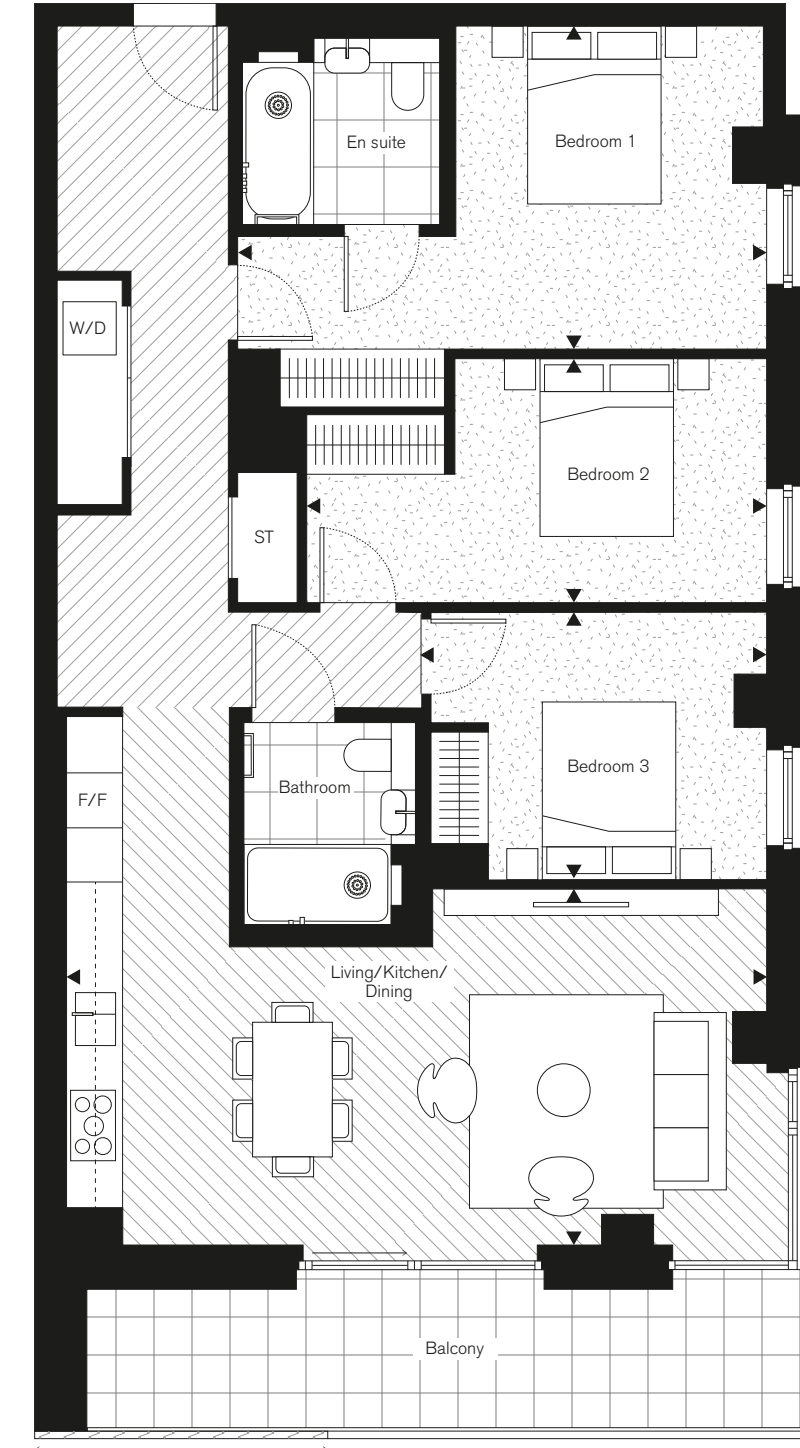 En suite
Bedroom 1
W/D
Bedroom 2
ST
Bedroom 3
Bathroom
F/F
Living/Kitchen/
Dining
Balcony